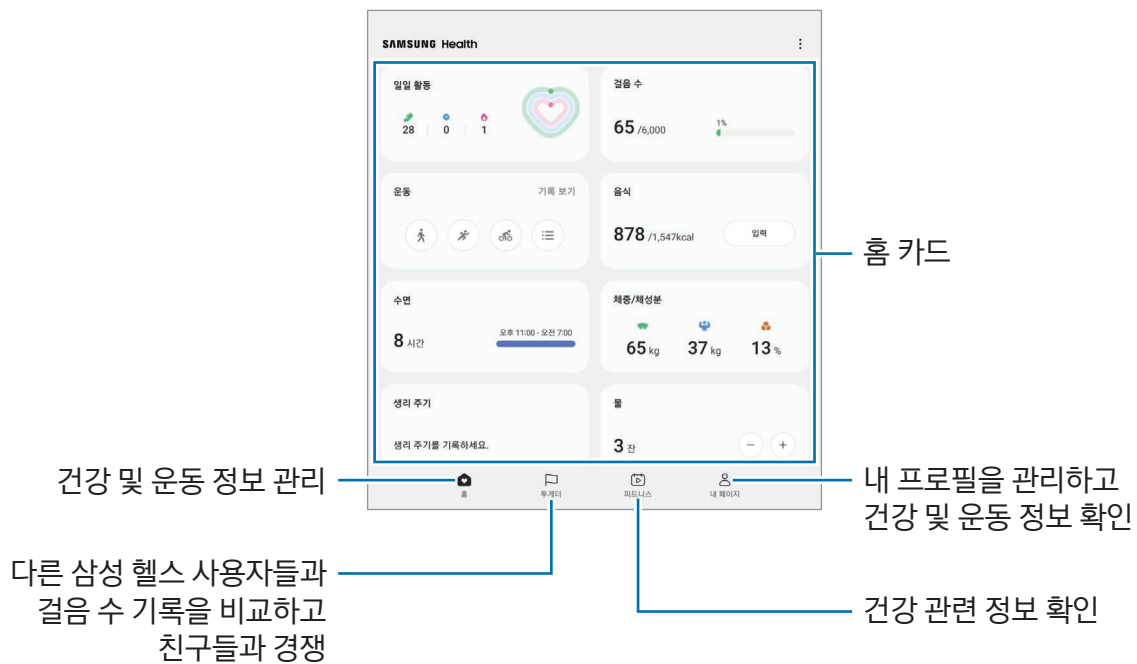 SAMSUNG Health
일일 활동
28 0 1
걸음 수
65 /6,000
1%
운동
기록 보기
음식
878 /1,547kcal
입력
수면
8 시간
오후 11:00 - 오전 7:00
체중/체성분
65 kg 37 kg 13 %
생리 주기
생리 주기를 기록하세요.
물
3 잔
홈
투게더
피트니스
내 페이지
홈 카드
건강 및 운동 정보 관리
다른 삼성 헬스 사용자들과
걸음 수 기록을 비교하고
친구들과 경쟁
내 프로필을 관리하고
건강 및 운동 정보 확인
건강 관련 정보 확인